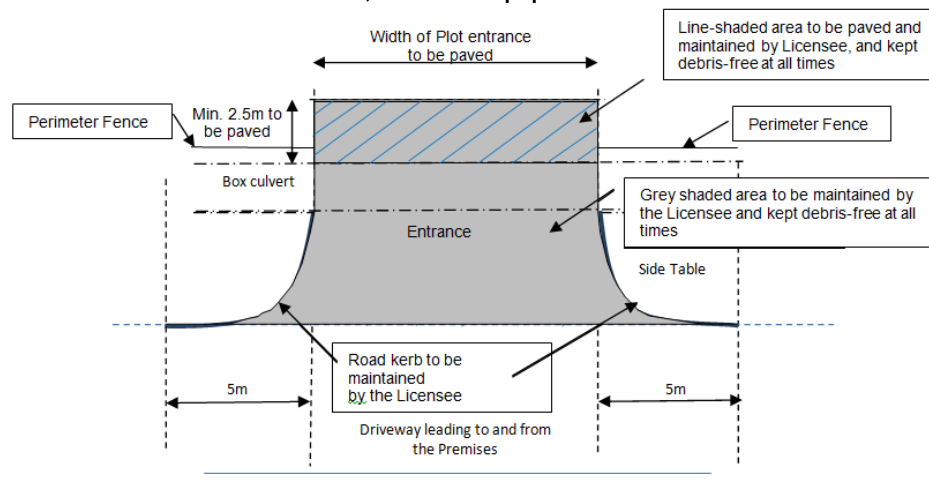 Width of Plot entrance
to be paved
Line-shaded area to be paved and
maintained by Licensee, and kept
debris-free at all times
Min. 2.5m to
be paved
Perimeter Fence
Perimeter Fence
Box culvert
Grey shaded area to be maintained by
the Licensee and kept debris-free at all
times
Entrance
Side Table
Road kerb to be
maintained
by the Licensee
5m
5m
Driveway leading to and from
the Premises